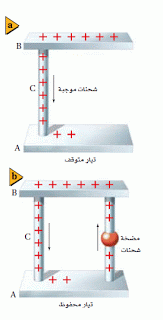 a
+ + + + + +
B
C
شحنات موجبة
+ +
A
تيار متوقف
b
+ + + + + +
B
C
مضخة
شحنات
+ +
A
تيار محفوظ